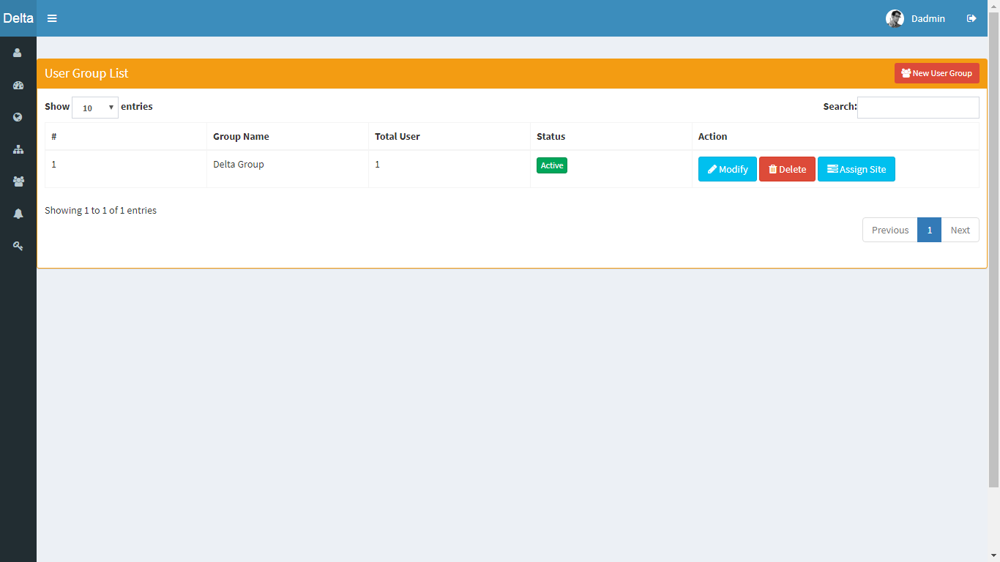 Delta
Dadmin
User Group List
New User Group
Show 10 entries
Search:
# Group Name Total User Status Action
1 Delta Group 1 Active Modify Delete Assign Site
Showing 1 to 1 of 1 entries
Previous 1 Next